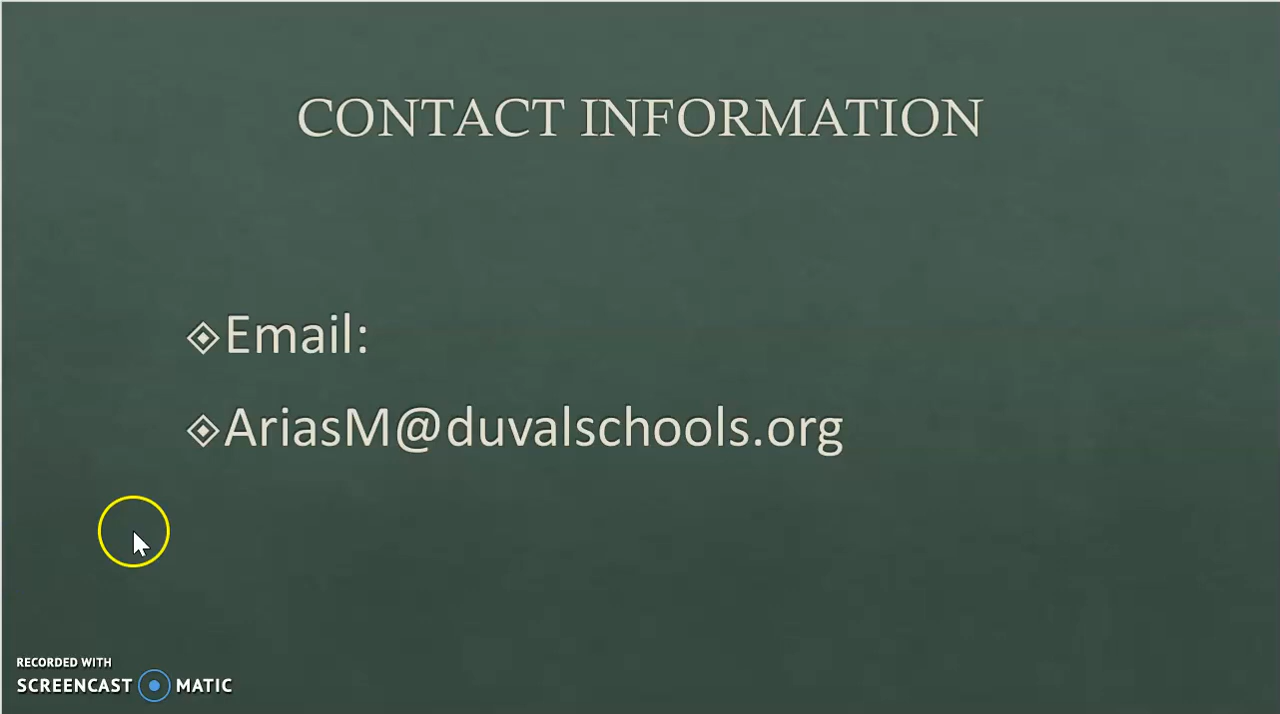 CONTACT INFORMATION
Email:
AriasM@duvalschools.org
RECORDED WITH
SCREENCAST MATIC